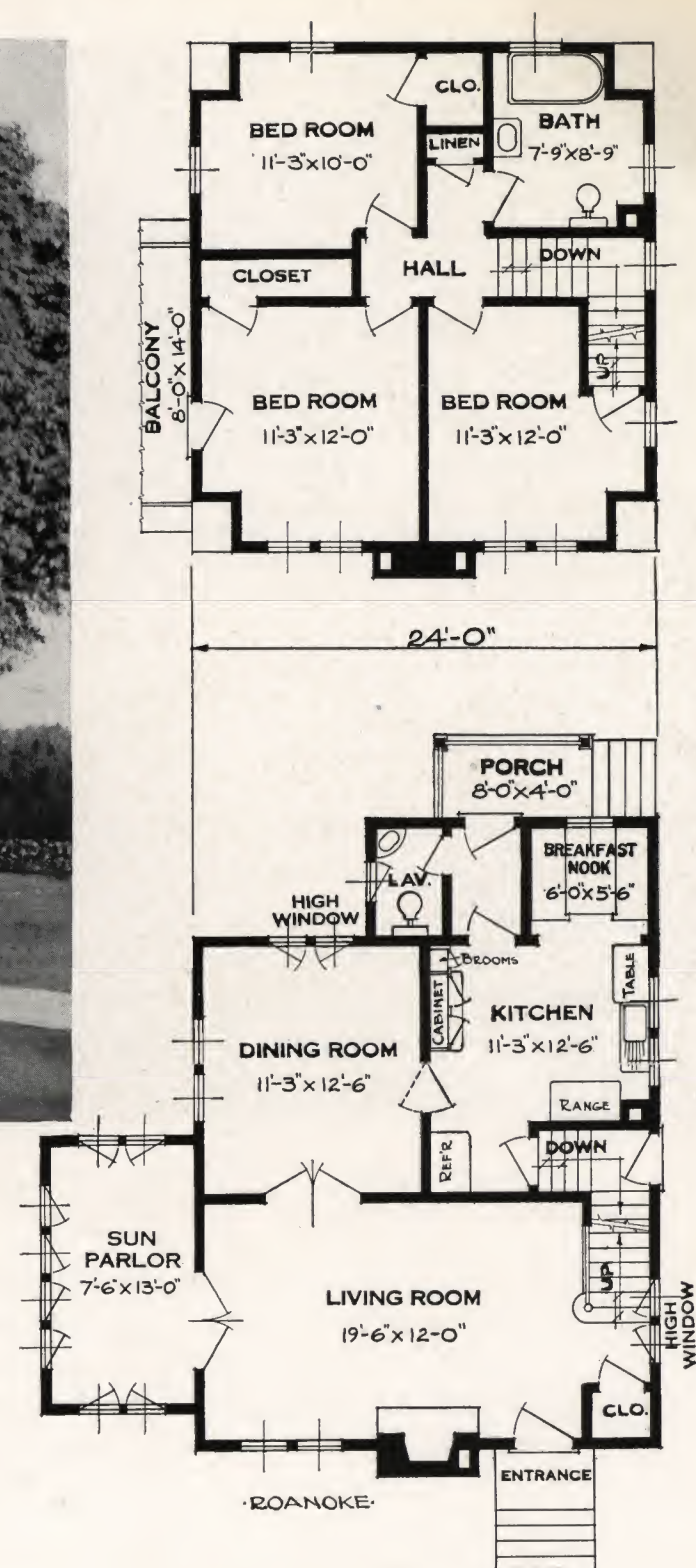 CLO.
BED ROOM
11'-3"x10'-0"
LINEN
BATH
7'-9"x8'-9"
DOWN
HALL
CLOSET
BALCONY
8'-0"x14'-0"
UP
BED ROOM
11'-3"x12'-0"
BED ROOM
11'-3"x12'-0"
24'-0"
PORCH
8'-0"x4'-0"
BREAKFAST
NOOK
6'-0"x5'-6"
LAV.
HIGH
WINDOW
BROOMS
CABINET
TABLE
KITCHEN
11'-3"x12'-6"
DINING ROOM
11'-3"x12'-6"
RANGE
REF'R
DOWN
SUN
PARLOR
7'-6"x13'-0"
UP
LIVING ROOM
19'-6"x12'-0"
HIGH
WINDOW
CLO.
ENTRANCE
·ROANOKE·